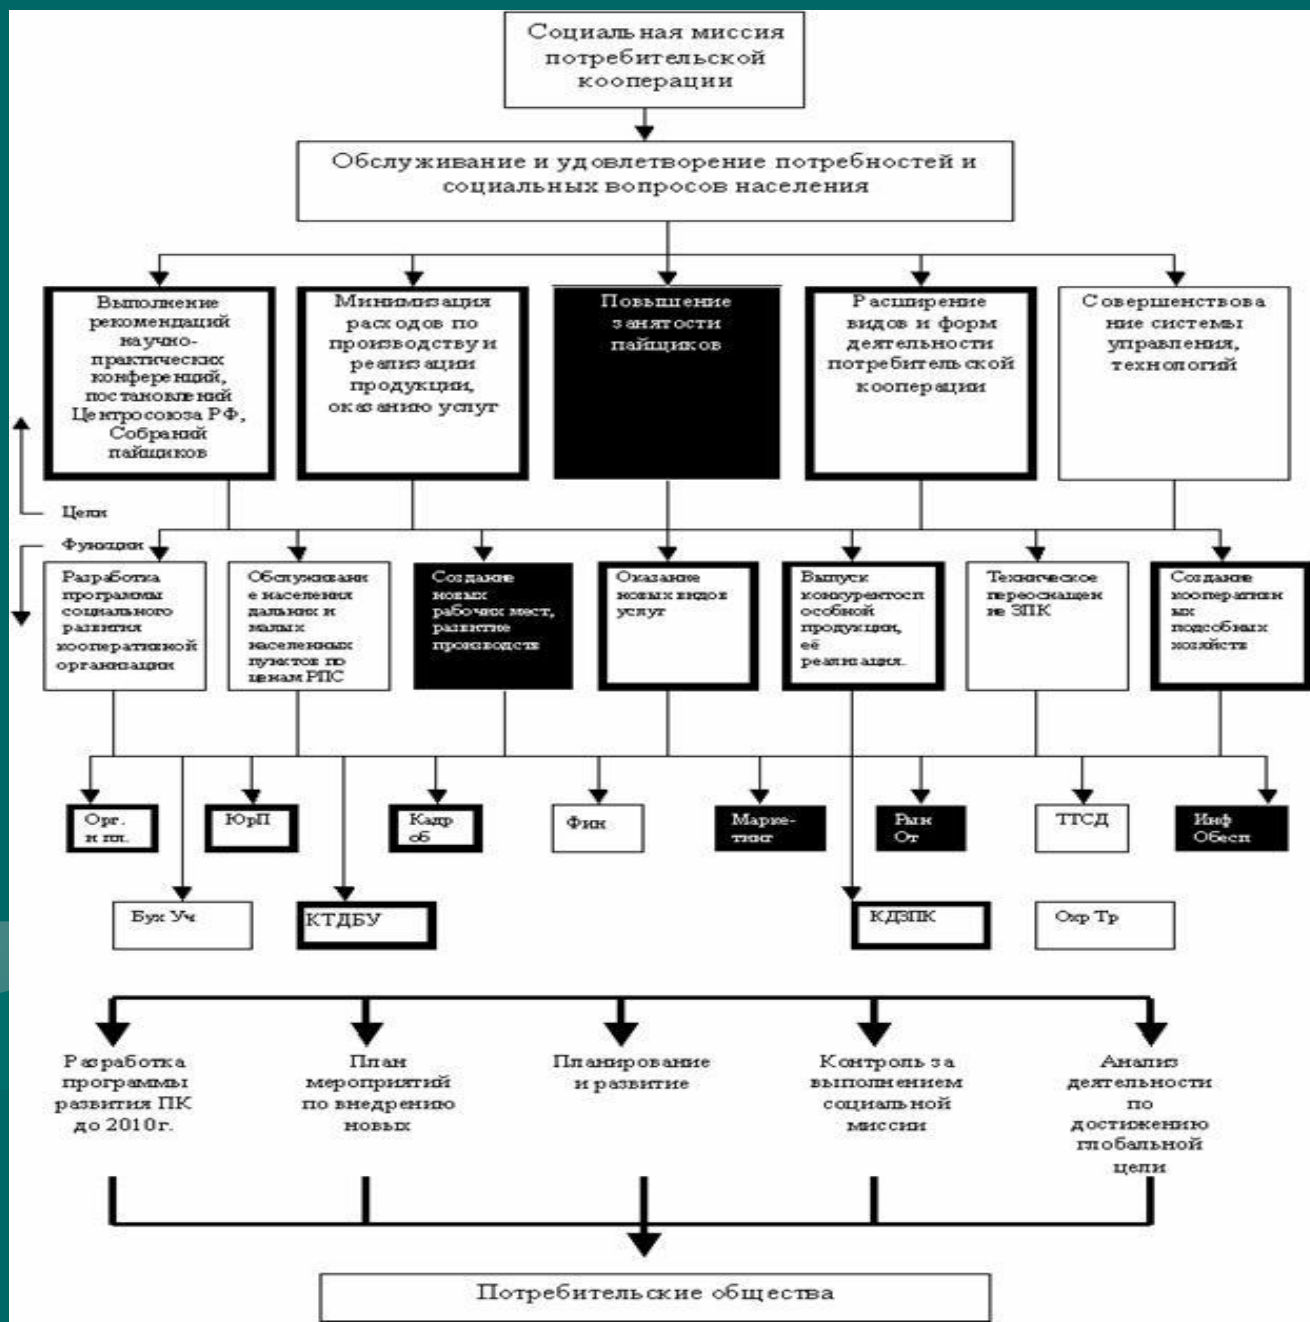 Социальная миссия
потребительской
кооперации
Обслуживание и удовлетворение потребностей и
социальных вопросов населения
Выполнение
рекомендаций
научно-
практических
конференций,
постановлений
Центросоюза РФ,
Собраний
пайщиков
Минимизация
расходов по
производству и
реализации
продукции,
оказанию услуг
Повышение
занятости
пайщиков
Расширение
видов и форм
деятельности
потребительской
кооперации
Совершенствова
ние системы
управления,
технологий
Цели
Функции
Разработка
программы
социального
развития
кооперативной
организации
Обслуживани
е населения
дальних и
малых
населенных
пунктов по
ценам РПС
Создание
новых
рабочих мест,
развитие
производств
Оказание
новых видов
услуг
Выпуск
конкурентосп
особной
продукции,
её
реализация.
Техническое
переоснащен
ие ЗПК
Создание
кооперативн
ых
подсобных
хозяйств
Орг.
и пл.
ЮрП
Кадр
об
Фин
Марке-
тинг
Рын
От
ТТСД
Инф
Обесп
Бух Уч
КТДБУ
КДЗПК
Охр Тр
Разработка
программы
развития ПК
до 2010г.
План
мероприятий
по внедрению
новых
Планирование
и развитие
Контроль за
выполнением
социальной
миссии
Анализ
деятельности
по
достижению
глобальной
цели
Потребительские общества